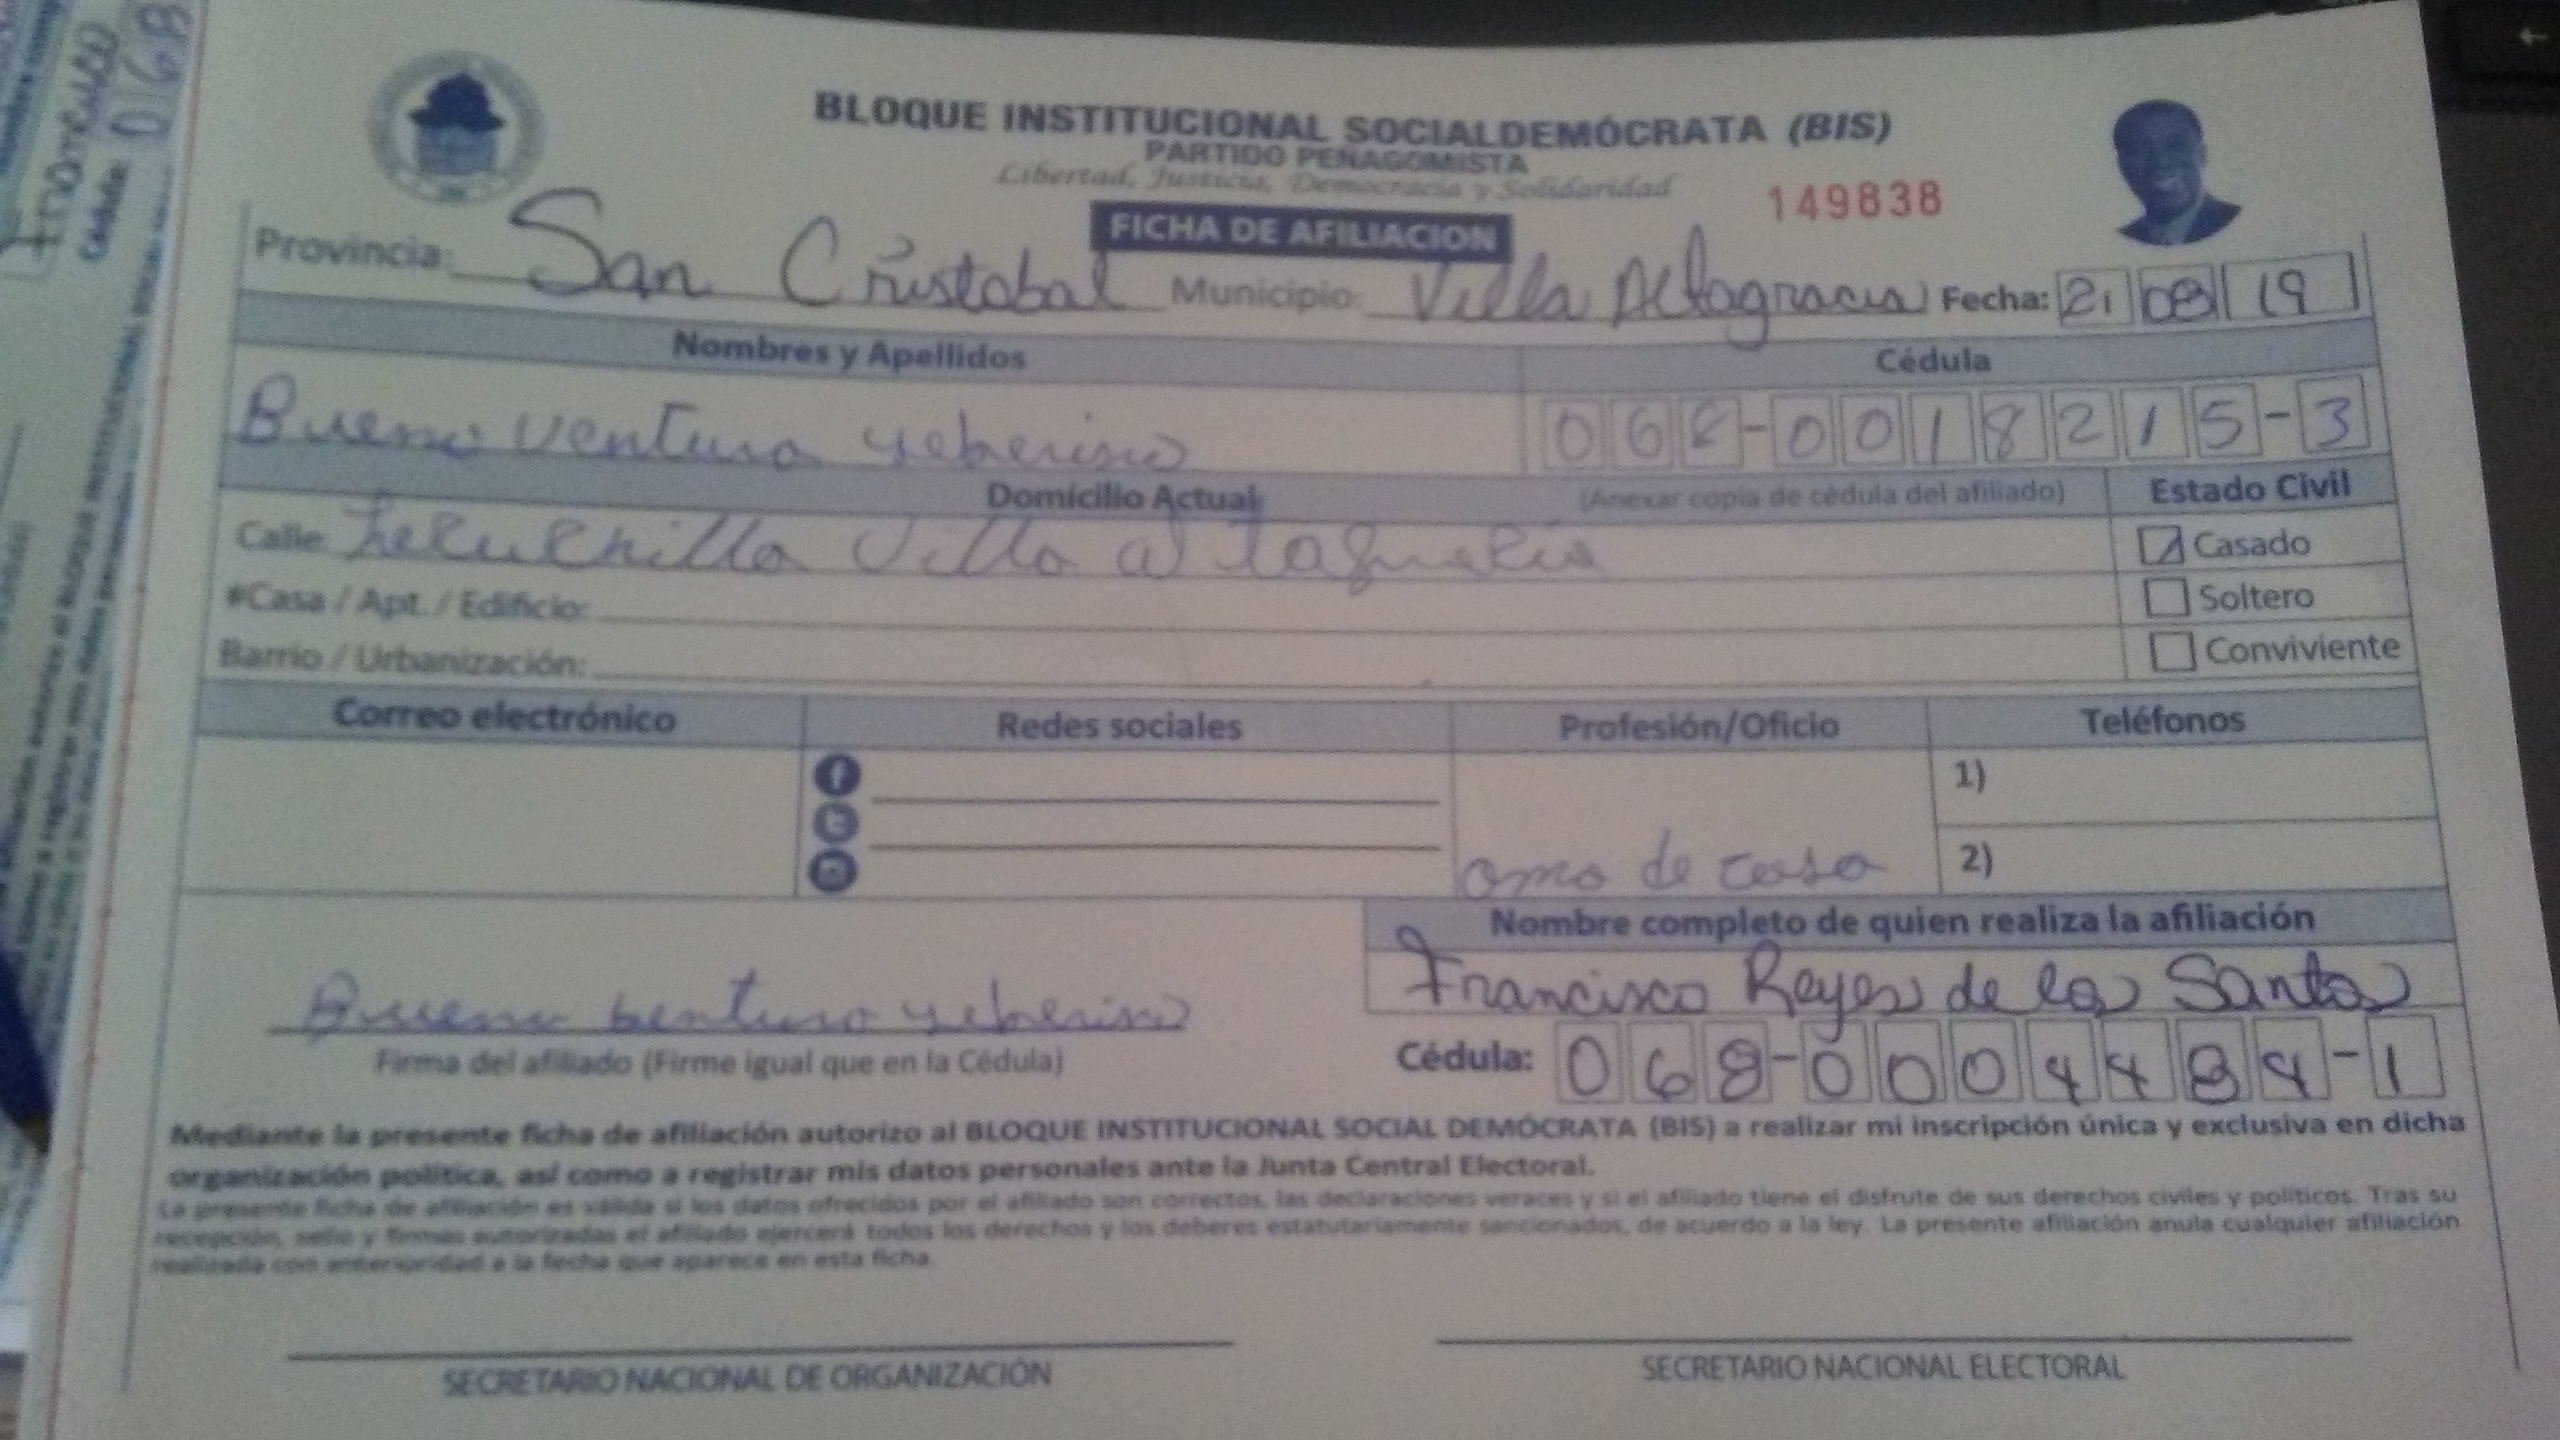 BLOQUE INSTITUCIONAL SOCIALDEMÓCRATA (BIS)
PARTIDO PEÑAGOMISTA
Libertad, Justicia, Democracia y Solidaridad
149838
FICHA DE AFILIACION
Provincia: San Cristobal Municipio: Villa Altagracia Fecha: 21 08 19
Nombres y Apellidos Cédula
Buena ventura yeberino 068-0018215-3
Domicilio Actual (Anexar copia de cédula del afiliado) Estado Civil
Calle: Villa al tagracia Casado
#Casa / Apt. / Edificio: Soltero
Barrio / Urbanización: Conviviente
Correo electrónico Redes sociales Profesión/Oficio Teléfonos
1)
ama de casa 2)
Nombre completo de quien realiza la afiliación
Francisco Reyes de los Santos
Buena bentura yeberino
Firma del afiliado (Firme igual que en la Cédula) Cédula: 068-0004484-1
Mediante la presente ficha de afiliación autorizo al BLOQUE INSTITUCIONAL SOCIAL DEMÓCRATA (BIS) a realizar mi inscripción única y exclusiva en dicha
organización política, así como a registrar mis datos personales ante la Junta Central Electoral.
La presente ficha de afiliación es válida si los datos ofrecidos por el afiliado son correctos, las declaraciones veraces y si el afiliado tiene el disfrute de sus derechos civiles y políticos. Tras su
recepción, sello y firmas autorizadas el afiliado ejercerá todos los derechos y los deberes estatutariamente sancionados, de acuerdo a la ley. La presente afiliación anula cualquier afiliación
realizada con anterioridad a la fecha que aparece en esta ficha.
SECRETARIO NACIONAL DE ORGANIZACIÓN SECRETARIO NACIONAL ELECTORAL